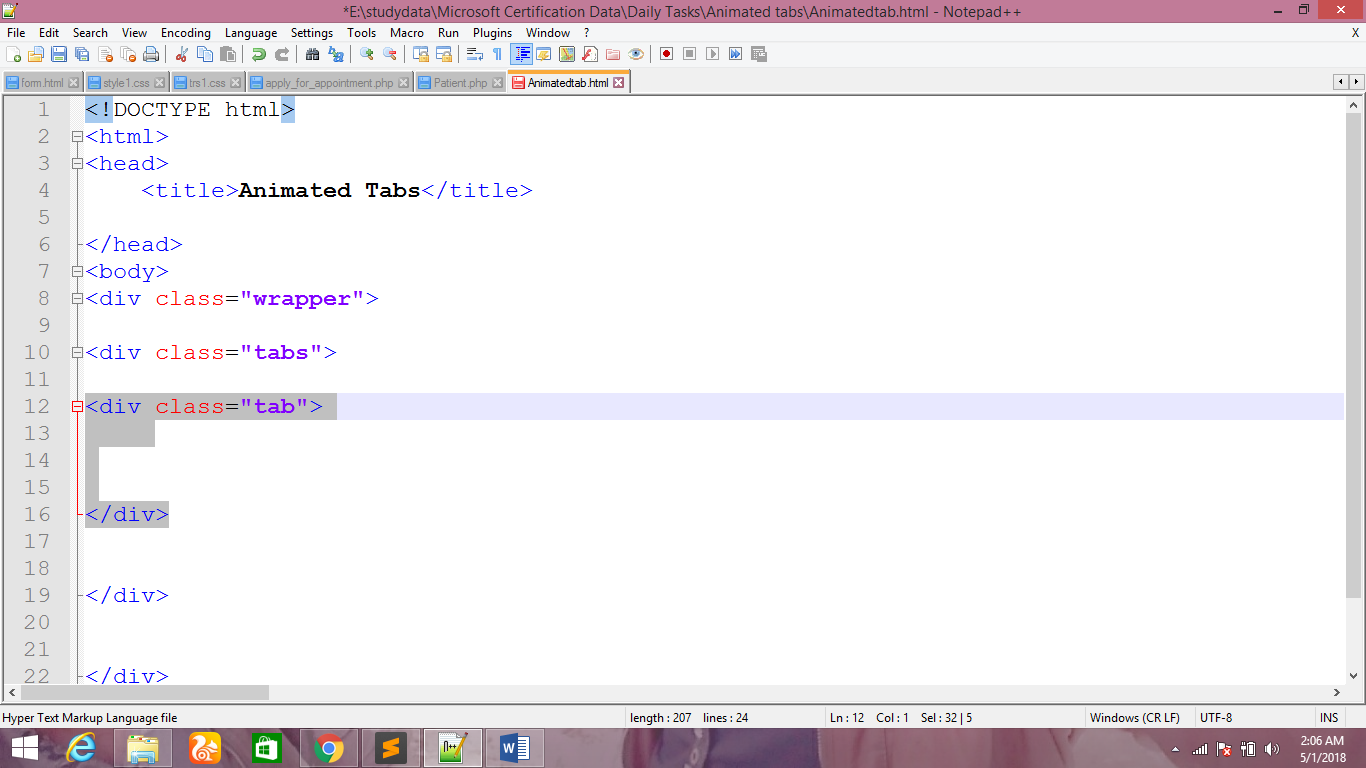 *E:\studydata\Microsoft Certification Data\Daily Tasks\Animated tabs\Animatedtab.html - Notepad++
File Edit Search View Encoding Language Settings Tools Macro Run Plugins Window ? X
form.html style1.css trs1.css apply_for_appointment.php Patient.php Animatedtab.html
1 <!DOCTYPE html>
2 <html>
3 <head>
4 <title>Animated Tabs</title>
5
6 </head>
7 <body>
8 <div class="wrapper">
9
10 <div class="tabs">
11
12 <div class="tab">
13
14
15
16 </div>
17
18
19 </div>
20
21
22 </div>
Hyper Text Markup Language file length : 207 lines : 24 Ln : 12 Col : 1 Sel : 32 | 5 Windows (CR LF) UTF-8 INS
2:06 AM
5/1/2018